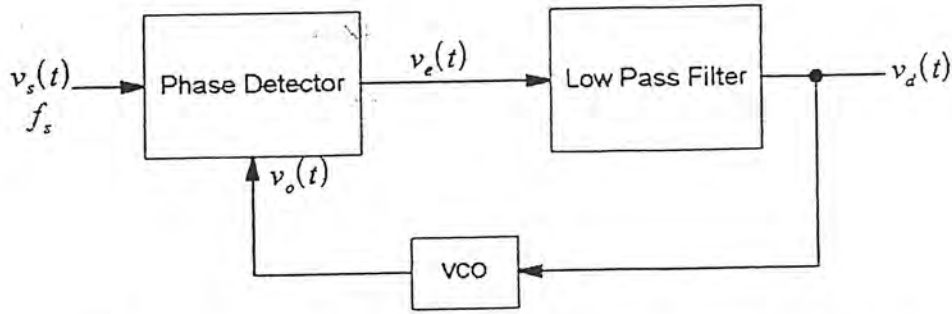 v_s(t)
f_s
Phase Detector
v_e(t)
Low Pass Filter
v_d(t)
v_o(t)
VCO